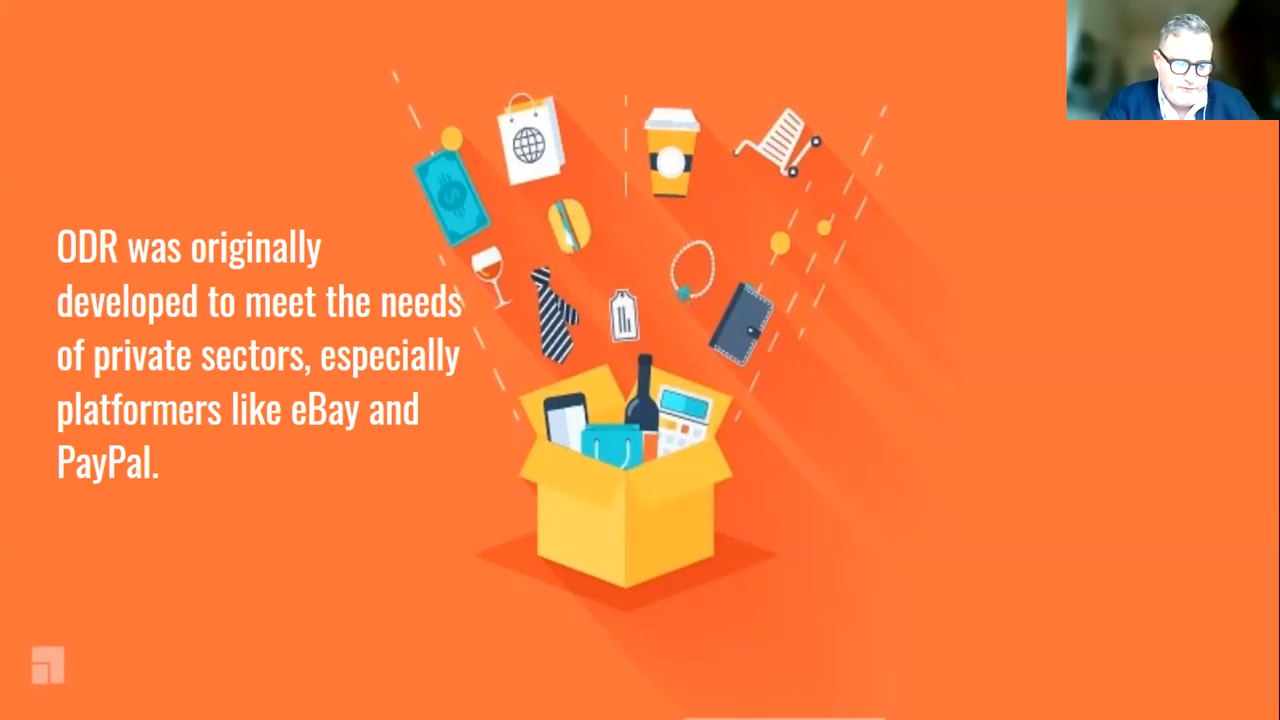 ODR was originally
developed to meet the needs
of private sectors, especially
platformers like eBay and
PayPal.